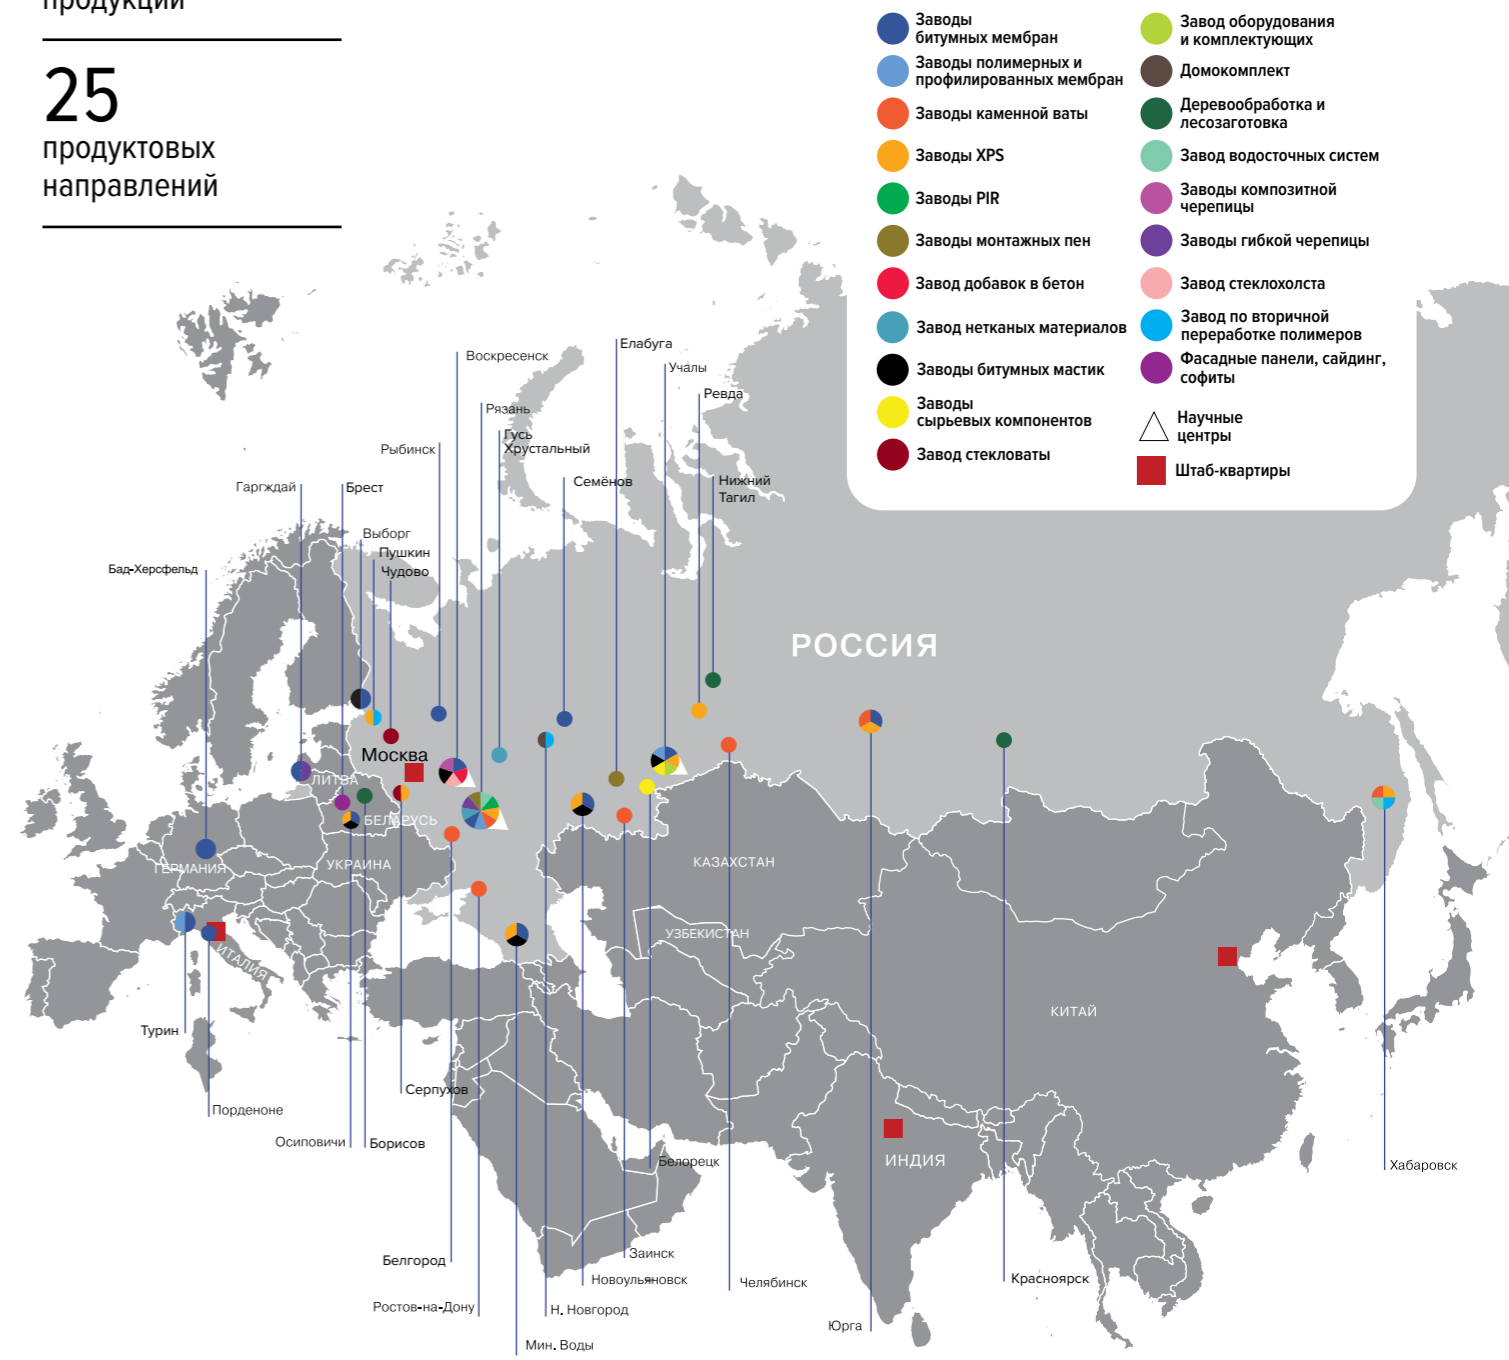 продукции
25
продуктовых
направлений
Заводы
битумных мембран
Заводы полимерных и
профилированных мембран
Заводы каменной ваты
Заводы XPS
Заводы PIR
Заводы монтажных пен
Завод добавок в бетон
Завод нетканых материалов
Заводы битумных мастик
Заводы
сырьевых компонентов
Завод стекловаты
Завод оборудования
и комплектующих
Домокомплект
Деревообработка и
лесозаготовка
Завод водосточных систем
Заводы композитной
черепицы
Заводы гибкой черепицы
Завод стеклохолста
Завод по вторичной
переработке полимеров
Фасадные панели, сайдинг,
софиты
Научные
центры
Штаб-квартиры
Елабуга
Воскресенск
Учалы
Ревда
Рязань
Гусь
Хрустальный
Рыбинск
Семёнов
Нижний
Тагил
Гаргждай
Брест
Выборг
Пушкин
Чудово
Бад-Херсфельд
РОССИЯ
Москва
ЛИТВА
БЕЛАРУСЬ
ГЕРМАНИЯ
УКРАИНА
КАЗАХСТАН
УЗБЕКИСТАН
ИТАЛИЯ
КИТАЙ
Турин
Серпухов
Порденоне
Осиповичи
Борисов
Белорецк
ИНДИЯ
Хабаровск
Белгород
Заинск
Новоульяновск
Челябинск
Красноярск
Ростов-на-Дону
Н. Новгород
Юрга
Мин. Воды